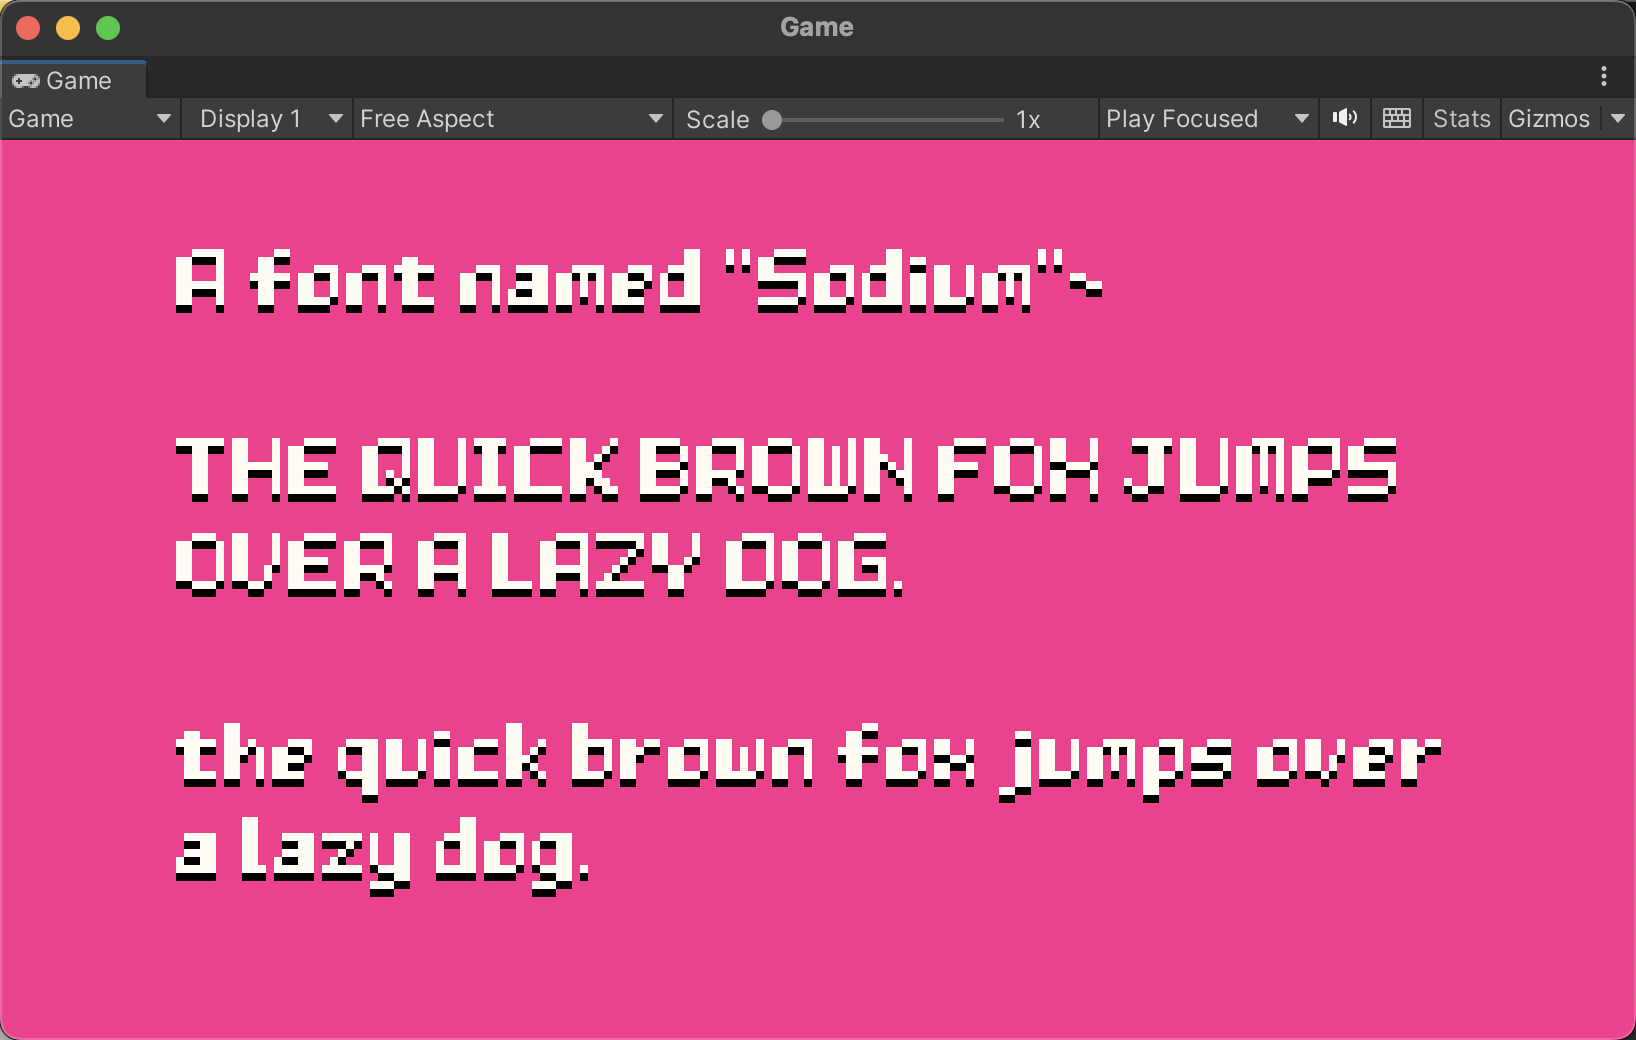 Game
Game
Game Display 1 Free Aspect Scale 1x Play Focused Stats Gizmos
A font named "Sodium"~
THE QUICK BROWN FOX JUMPS
OVER A LAZY DOG.
the quick brown fox jumps over
a lazy dog.